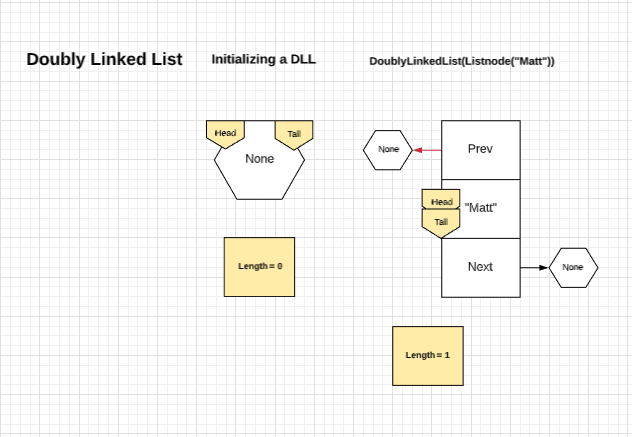 Doubly Linked List
Initializing a DLL
DoublyLinkedList(Listnode("Matt"))
Head
Tail
None
Length = 0
None
Prev
Head
Tail
"Matt"
Next
None
Length = 1